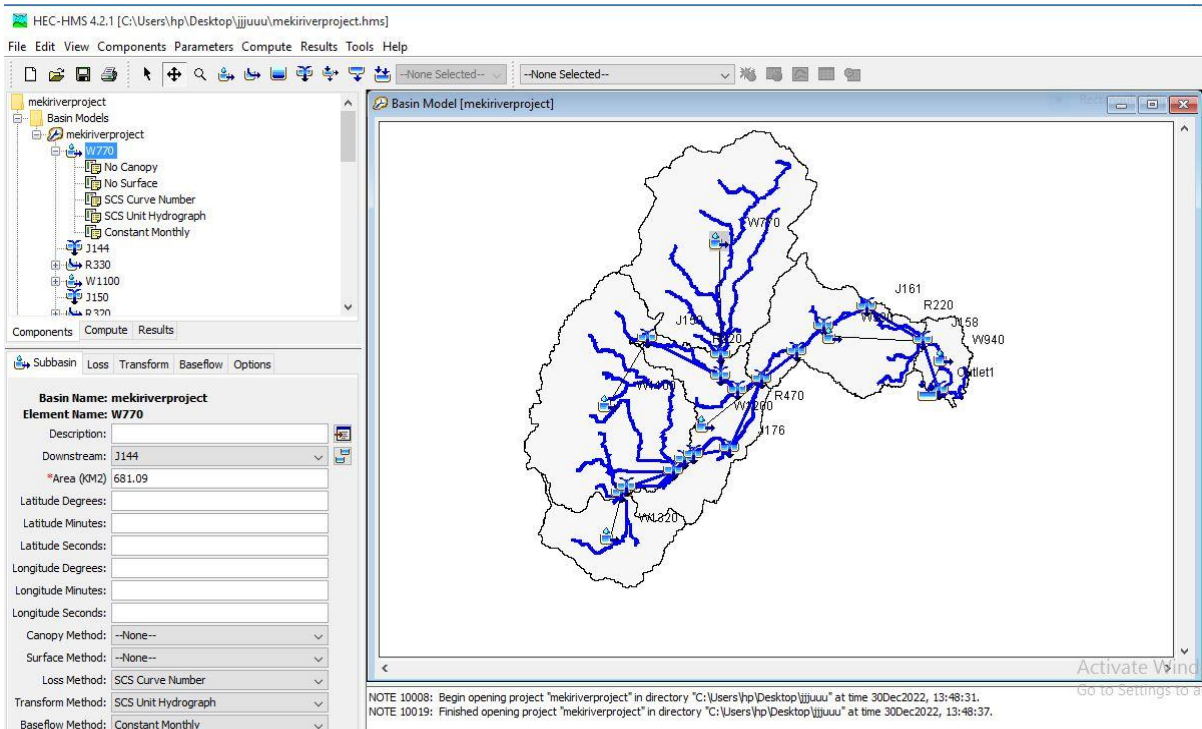 HEC-HMS 4.2.1 [C:\Users\hp\Desktop\jjjuuu\mekiriverproject.hms]
File Edit View Components Parameters Compute Results Tools Help
--None Selected-- --None Selected--
mekiriverproject
Basin Models
mekiriverproject
W770
No Canopy
No Surface
SCS Curve Number
SCS Unit Hydrograph
Constant Monthly
J144
R330
W1100
J150
R320
Components Compute Results
Subbasin Loss Transform Baseflow Options
Basin Name: mekiriverproject
Element Name: W770
Description:
Downstream: J144
*Area (KM2) 681.09
Latitude Degrees:
Latitude Minutes:
Latitude Seconds:
Longitude Degrees:
Longitude Minutes:
Longitude Seconds:
Canopy Method: --None--
Surface Method: --None--
Loss Method: SCS Curve Number
Transform Method: SCS Unit Hydrograph
Baseflow Method: Constant Monthly
Basin Model [mekiriverproject]
W770
J161
R220
J158
W940
Outlet1
R470
W1200
J176
W1320
NOTE 10008: Begin opening project "mekiriverproject" in directory "C:\Users\hp\Desktop\jjjuuu" at time 30Dec2022, 13:48:31.
NOTE 10019: Finished opening project "mekiriverproject" in directory "C:\Users\hp\Desktop\jjjuuu" at time 30Dec2022, 13:48:37.
Activate Wind
Go to Settings to a